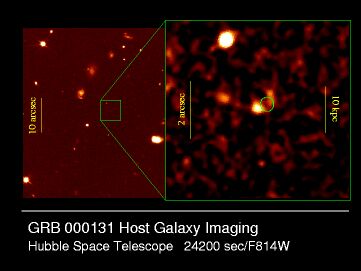 10 arcsec
2 arcsec
10 kpc
GRB 000131 Host Galaxy Imaging
Hubble Space Telescope 24200 sec/F814W